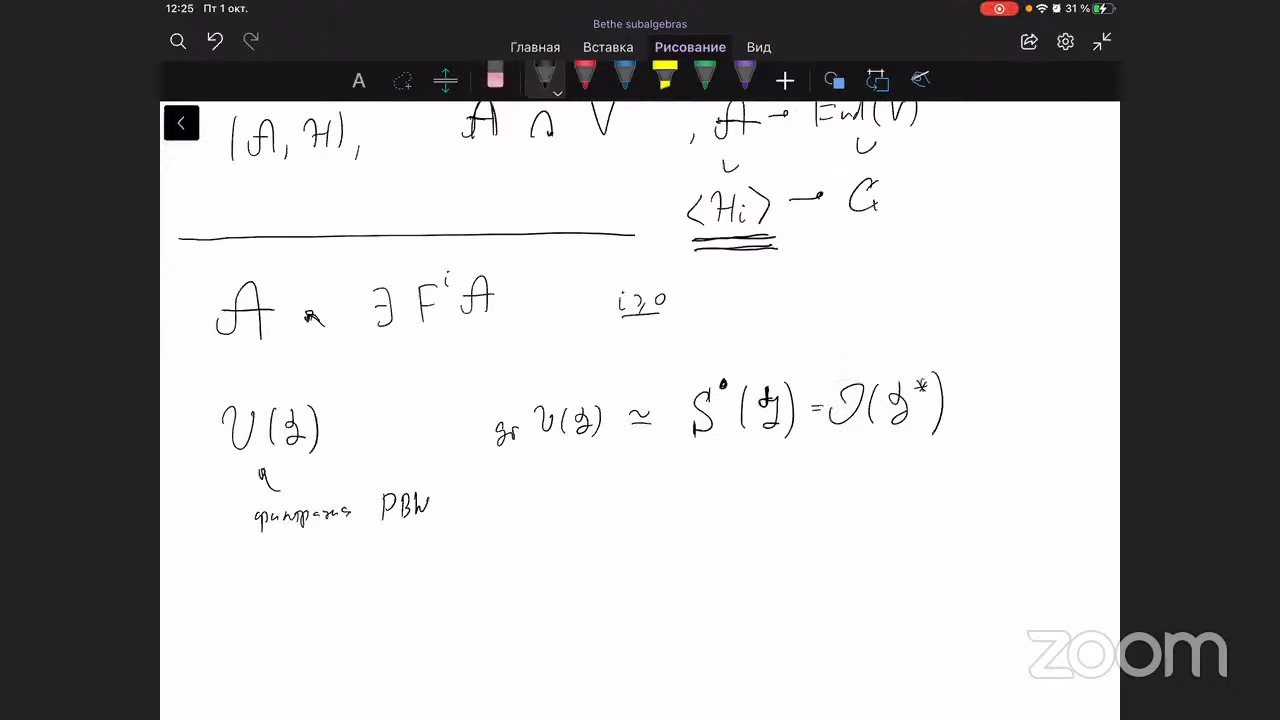 12:25 Пт 1 окт. 31 %
Bethe subalgebras
Главная Вставка Рисование Вид
A
(A, H), A ∩ V , A → End(V)
∪ ∪
<Hi> → C
A ∃ FⁱA i ≥ 0
U(g) gr U(g) ≃ S•(g) = O(g*)
фильтрация PBW
zoom